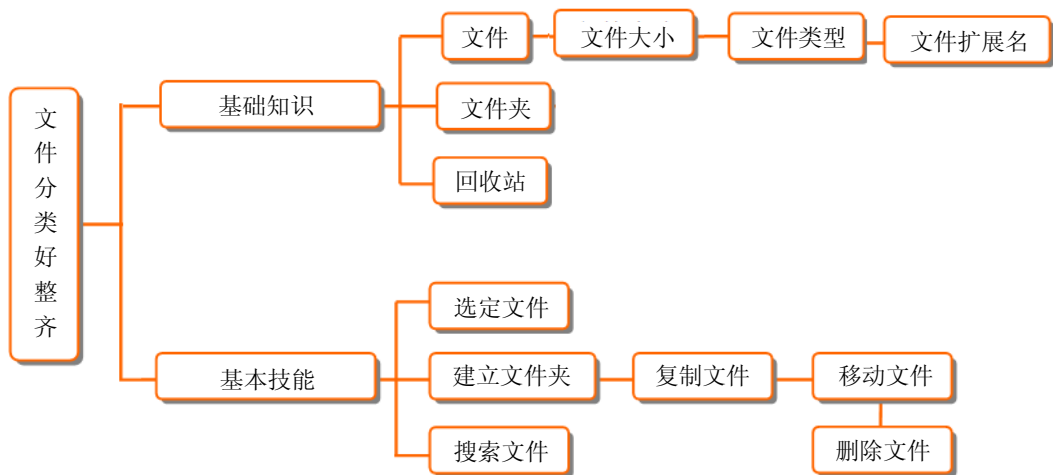 文件分类好整齐
基础知识
文件
文件大小
文件类型
文件扩展名
文件夹
回收站
基本技能
选定文件
建立文件夹
复制文件
移动文件
删除文件
搜索文件